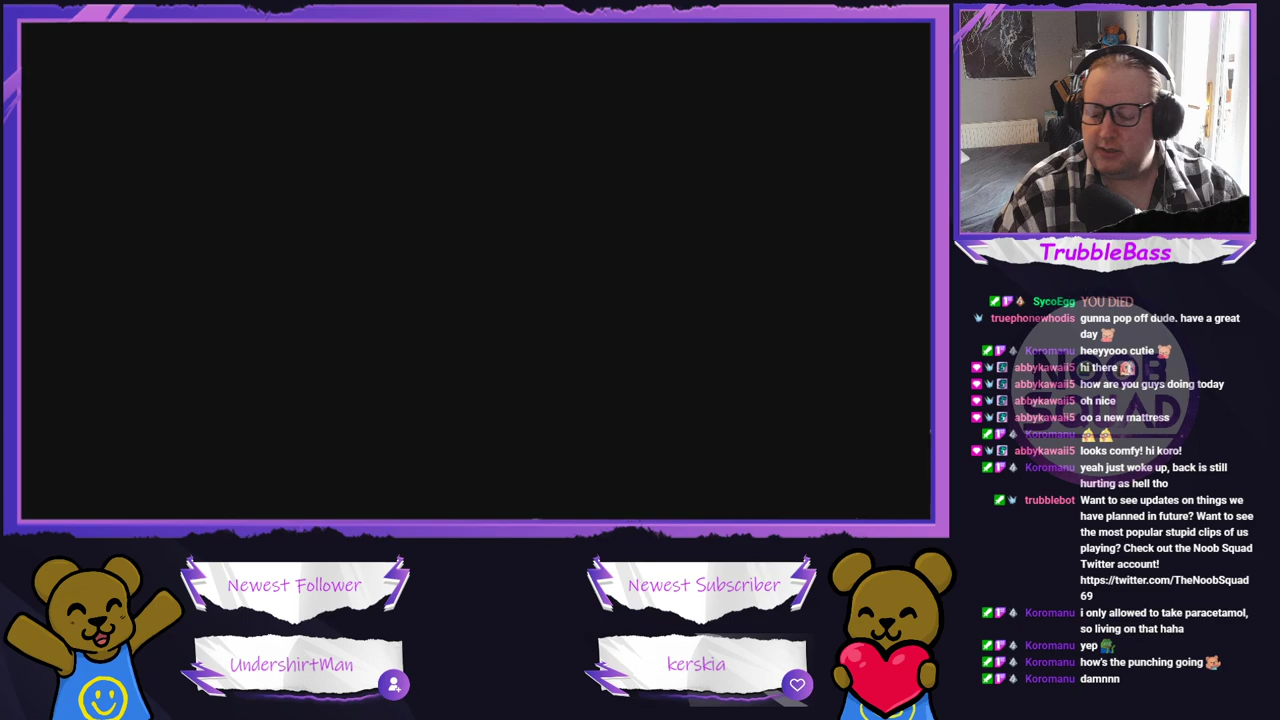 TrubbleBass
SycoEgg YOU DIED
truephonewhodis gunna pop off dude. have a great
day
Koromanu heeyyooo cutie
abbykawaii5 hi there
abbykawaii5 how are you guys doing today
abbykawaii5 oh nice
abbykawaii5 oo a new mattress
Koromanu
abbykawaii5 looks comfy! hi koro!
Koromanu yeah just woke up, back is still
hurting as hell tho
trubblebot Want to see updates on things we
have planned in future? Want to see
the most popular stupid clips of us
playing? Check out the Noob Squad
Twitter account!
https://twitter.com/TheNoobSquad
69
Koromanu i only allowed to take paracetamol,
so living on that haha
Koromanu yep
Koromanu how's the punching going
Koromanu damnnn
NOOB
SQUAD
Newest Follower
UndershirtMan
Newest Subscriber
kerskia